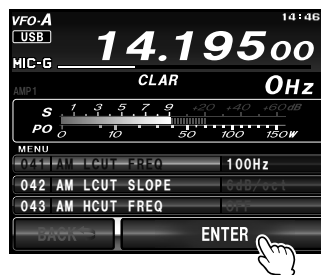 VFO-A 14:46
USB 14.19500
MIC-G
CLAR 0Hz
AMP1
S 1 3 5 7 9 +20 +40 +60dB
PO 0 10 50 100 150W
MENU
041 AM LCUT FREQ 100Hz
042 AM LCUT SLOPE 6dB/oct
043 AM HCUT FREQ OFF
BACK ENTER